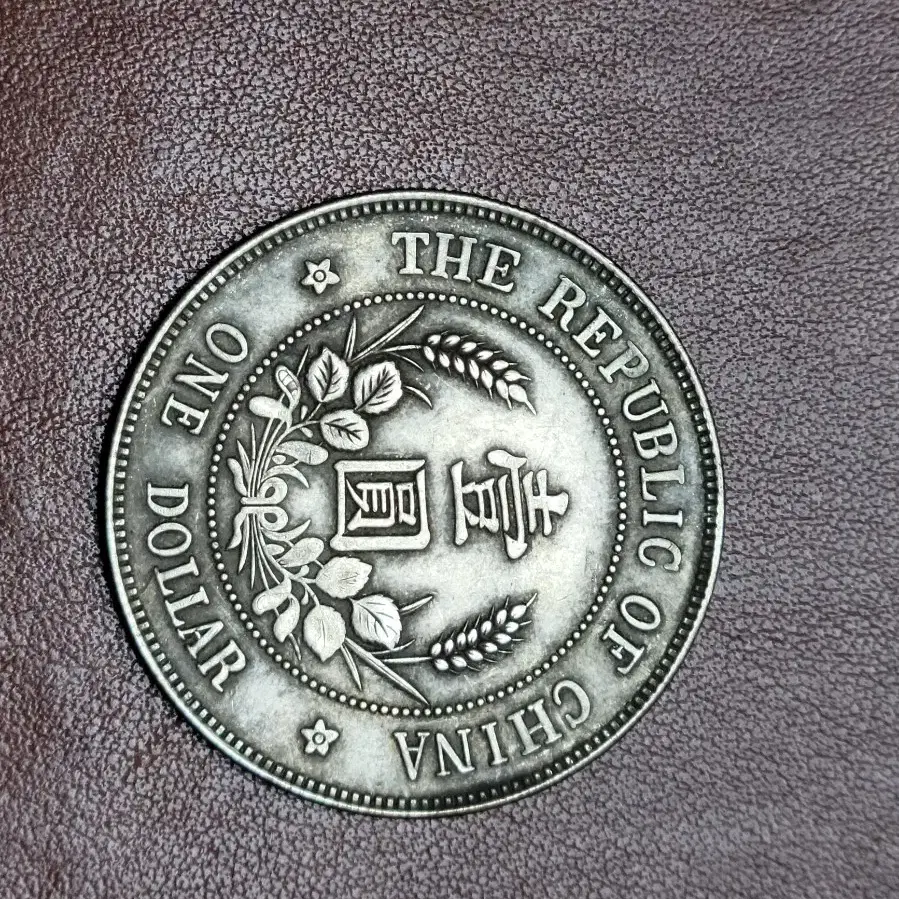 THE REPUBLIC OF CHINA
壹圓
ONE DOLLAR